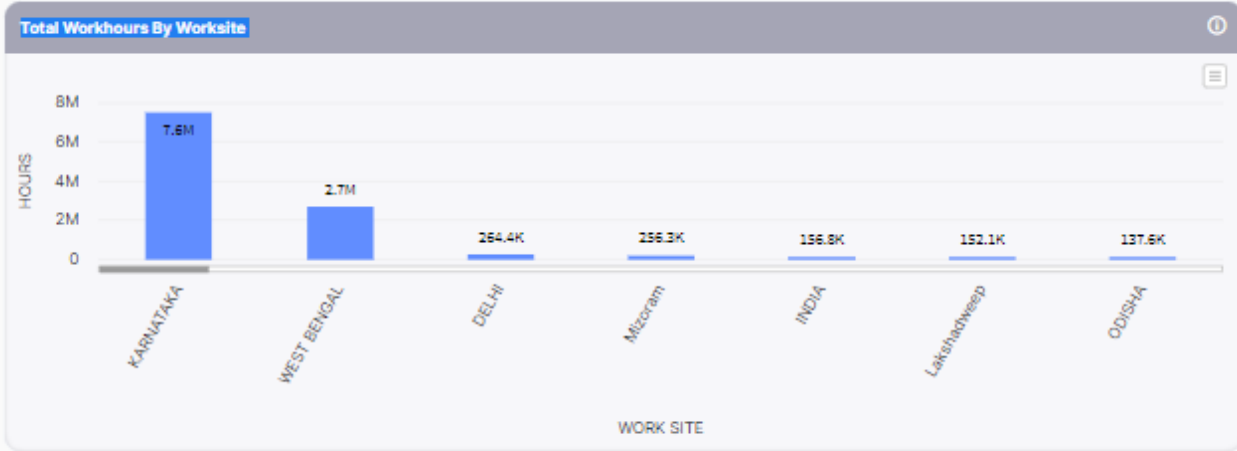 Total Workhours By Worksite
8M
6M
4M
2M
0
HOURS
7.6M
2.7M
264.4K
256.3K
156.8K
152.1K
137.6K
KARNATAKA
WEST BENGAL
DELHI
Mizoram
INDIA
Lakshadweep
ODISHA
WORK SITE